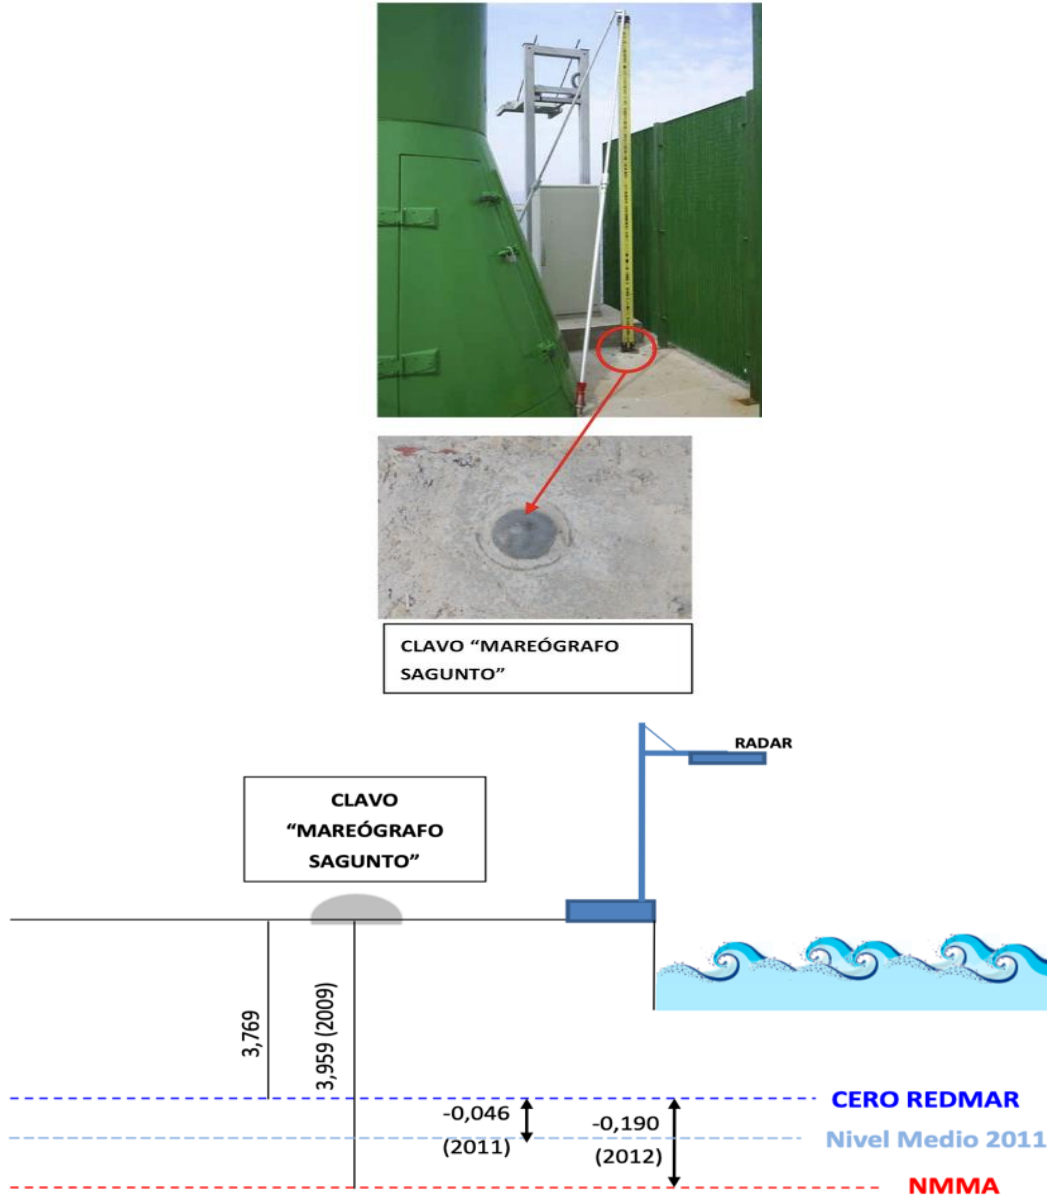 CLAVO “MAREÓGRAFO
SAGUNTO”
RADAR
CLAVO
“MAREÓGRAFO
SAGUNTO”
3,769
3,959 (2009)
CERO REDMAR
-0,046
(2011)
-0,190
(2012)
Nivel Medio 2011
NMMA